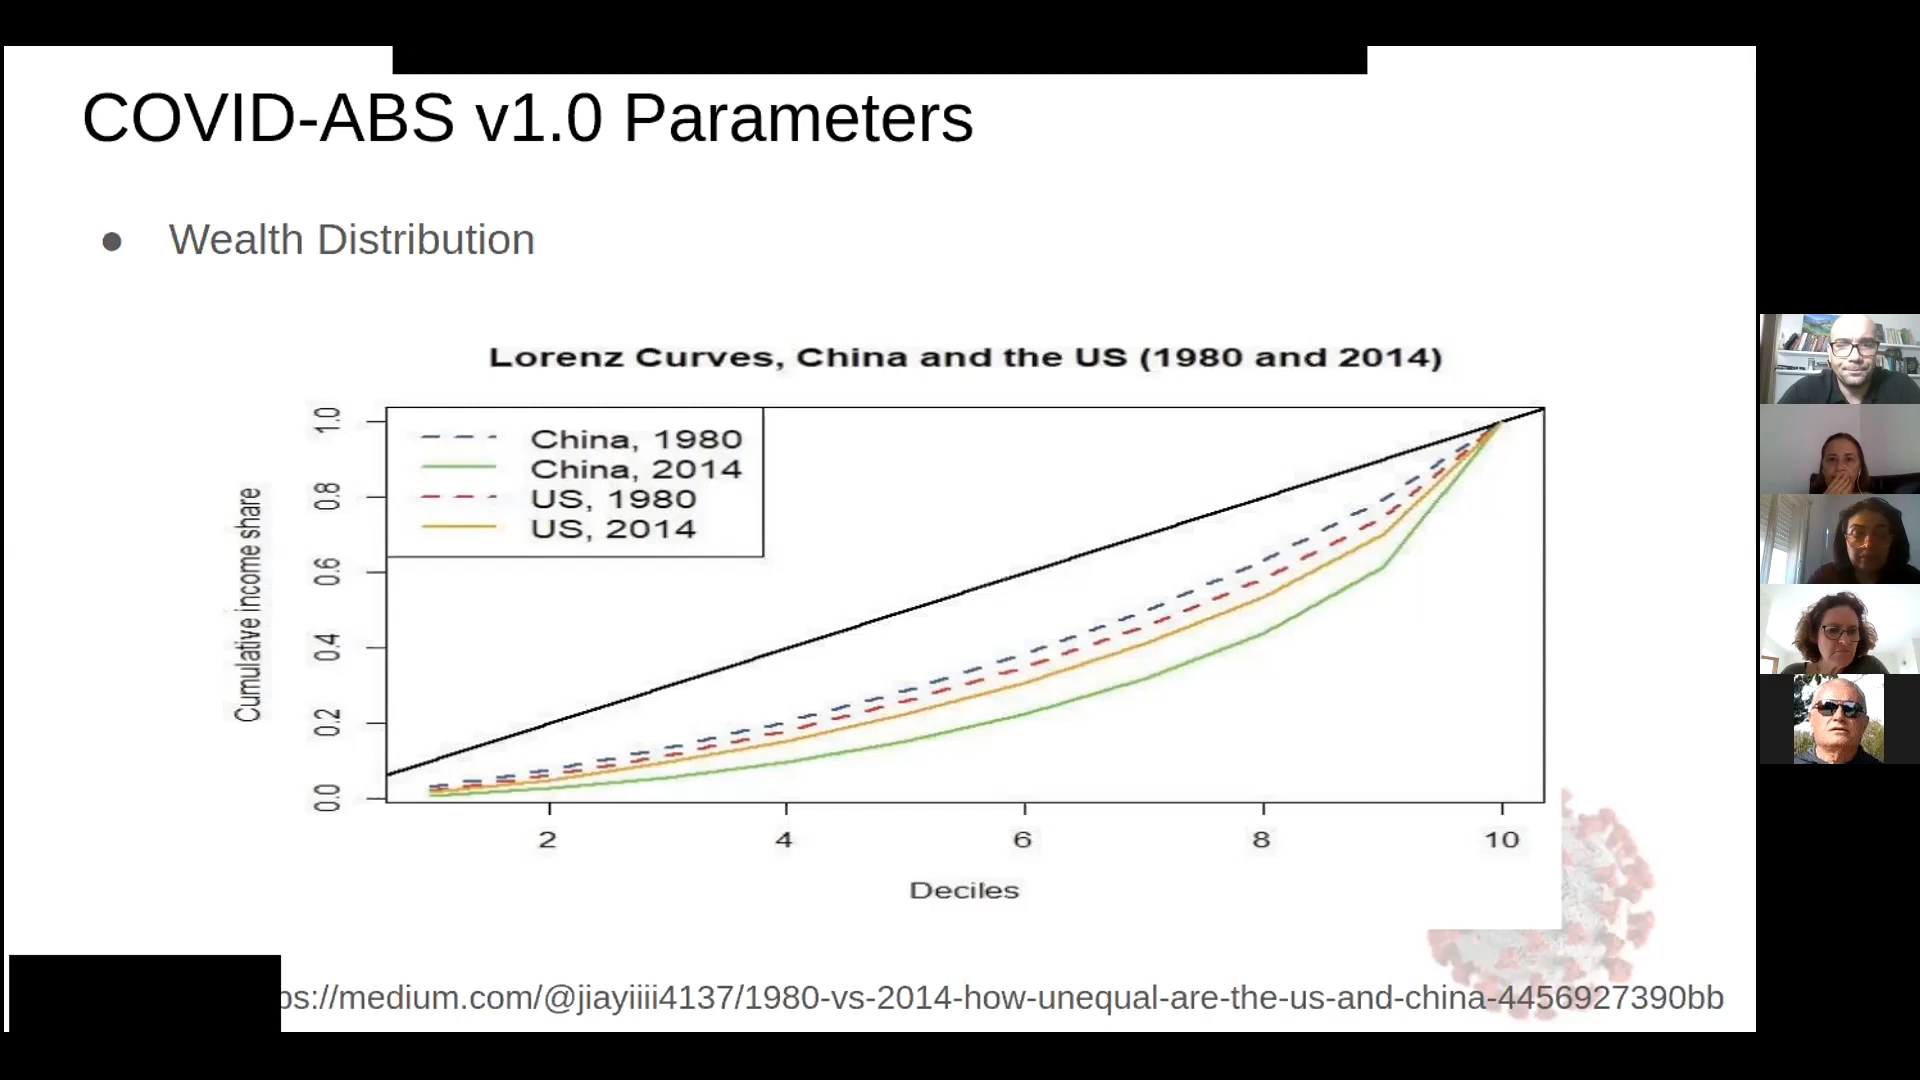 COVID-ABS v1.0 Parameters
● Wealth Distribution
Lorenz Curves, China and the US (1980 and 2014)
China, 1980
China, 2014
US, 1980
US, 2014
Cumulative income share
1.0
0.8
0.6
0.4
0.2
0.0
2 4 6 8 10
Deciles
ps://medium.com/@jiayiiii4137/1980-vs-2014-how-unequal-are-the-us-and-china-4456927390bb